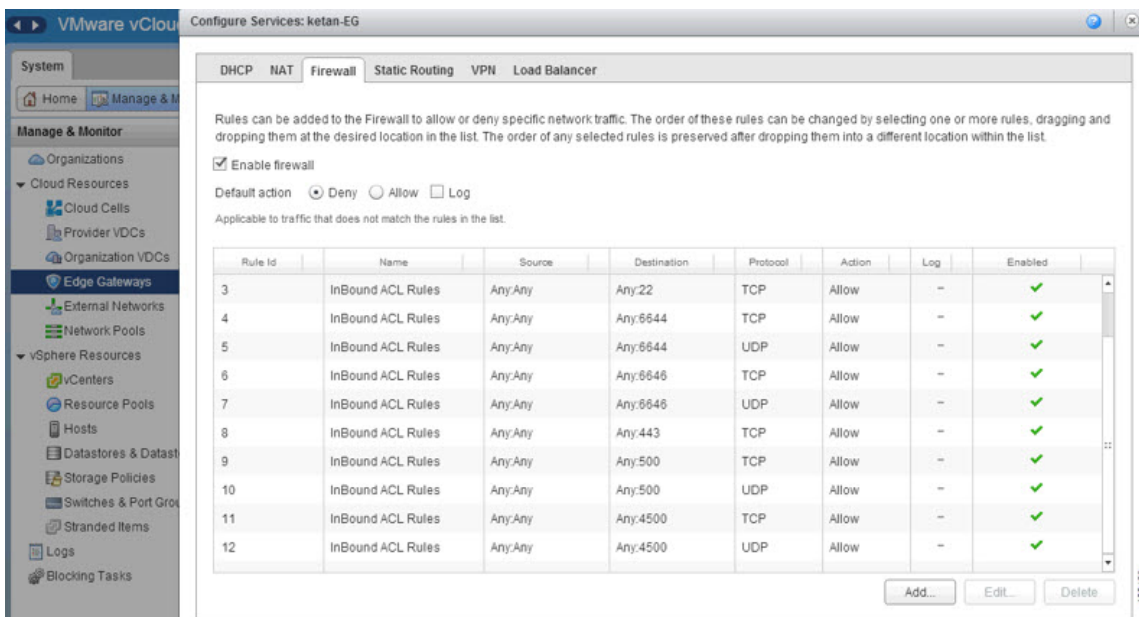 VMware vClou
Configure Services: ketan-EG
System
Home Manage & M
Manage & Monitor
Organizations
Cloud Resources
Cloud Cells
Provider VDCs
Organization VDCs
Edge Gateways
External Networks
Network Pools
vSphere Resources
vCenters
Resource Pools
Hosts
Datastores & Datast
Storage Policies
Switches & Port Grou
Stranded Items
Logs
Blocking Tasks
DHCP NAT Firewall Static Routing VPN Load Balancer
Rules can be added to the Firewall to allow or deny specific network traffic. The order of these rules can be changed by selecting one or more rules, dragging and
dropping them at the desired location in the list. The order of any selected rules is preserved after dropping them into a different location within the list.
Enable firewall
Default action Deny Allow Log
Applicable to traffic that does not match the rules in the list.
Rule Id Name Source Destination Protocol Action Log Enabled
3 InBound ACL Rules Any:Any Any:22 TCP Allow -
4 InBound ACL Rules Any:Any Any:6644 TCP Allow -
5 InBound ACL Rules Any:Any Any:6644 UDP Allow -
6 InBound ACL Rules Any:Any Any:6646 TCP Allow -
7 InBound ACL Rules Any:Any Any:6646 UDP Allow -
8 InBound ACL Rules Any:Any Any:443 TCP Allow -
9 InBound ACL Rules Any:Any Any:500 TCP Allow -
10 InBound ACL Rules Any:Any Any:500 UDP Allow -
11 InBound ACL Rules Any:Any Any:4500 TCP Allow -
12 InBound ACL Rules Any:Any Any:4500 UDP Allow -
Add... Edit... Delete